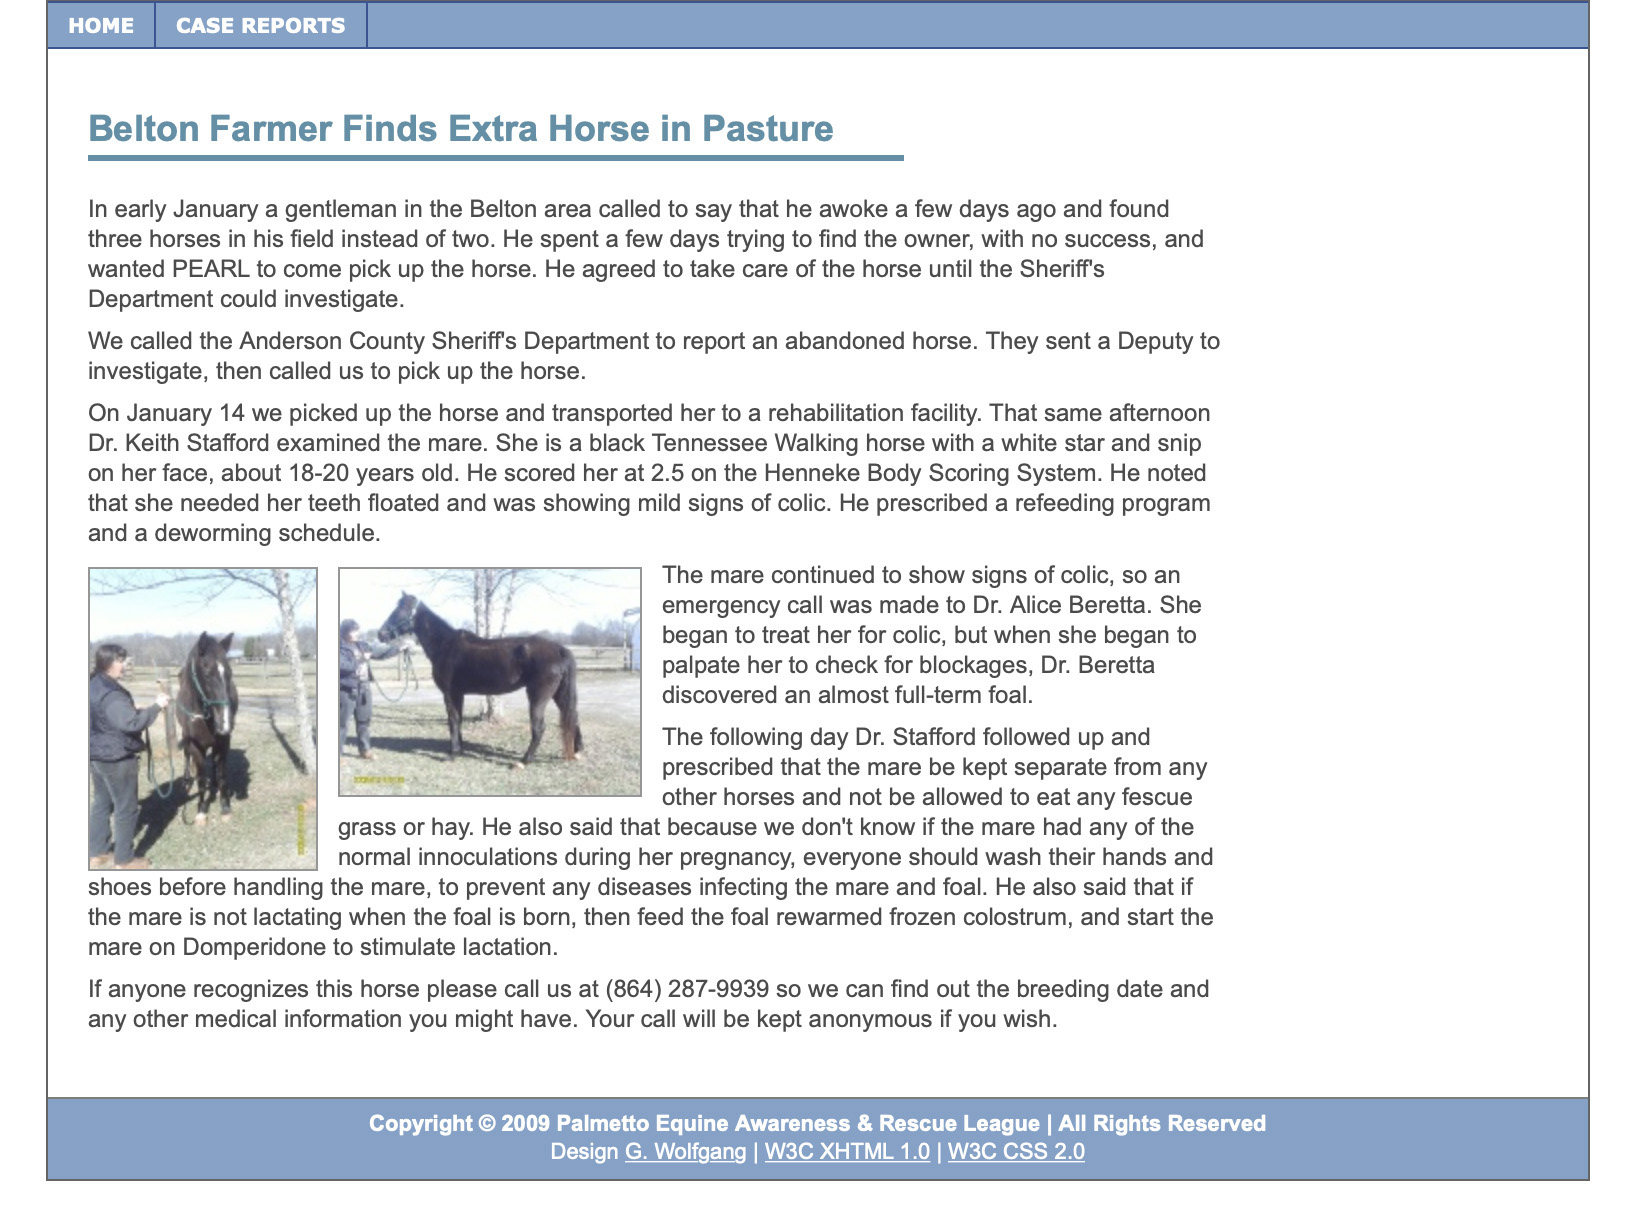 HOME CASE REPORTS
Belton Farmer Finds Extra Horse in Pasture
In early January a gentleman in the Belton area called to say that he awoke a few days ago and found
three horses in his field instead of two. He spent a few days trying to find the owner, with no success, and
wanted PEARL to come pick up the horse. He agreed to take care of the horse until the Sheriff's
Department could investigate.
We called the Anderson County Sheriff's Department to report an abandoned horse. They sent a Deputy to
investigate, then called us to pick up the horse.
On January 14 we picked up the horse and transported her to a rehabilitation facility. That same afternoon
Dr. Keith Stafford examined the mare. She is a black Tennessee Walking horse with a white star and snip
on her face, about 18-20 years old. He scored her at 2.5 on the Henneke Body Scoring System. He noted
that she needed her teeth floated and was showing mild signs of colic. He prescribed a refeeding program
and a deworming schedule.
The mare continued to show signs of colic, so an
emergency call was made to Dr. Alice Beretta. She
began to treat her for colic, but when she began to
palpate her to check for blockages, Dr. Beretta
discovered an almost full-term foal.
The following day Dr. Stafford followed up and
prescribed that the mare be kept separate from any
other horses and not be allowed to eat any fescue
grass or hay. He also said that because we don't know if the mare had any of the
normal innoculations during her pregnancy, everyone should wash their hands and
shoes before handling the mare, to prevent any diseases infecting the mare and foal. He also said that if
the mare is not lactating when the foal is born, then feed the foal rewarmed frozen colostrum, and start the
mare on Domperidone to stimulate lactation.
If anyone recognizes this horse please call us at (864) 287-9939 so we can find out the breeding date and
any other medical information you might have. Your call will be kept anonymous if you wish.
Copyright © 2009 Palmetto Equine Awareness & Rescue League | All Rights Reserved
Design G. Wolfgang | W3C XHTML 1.0 | W3C CSS 2.0